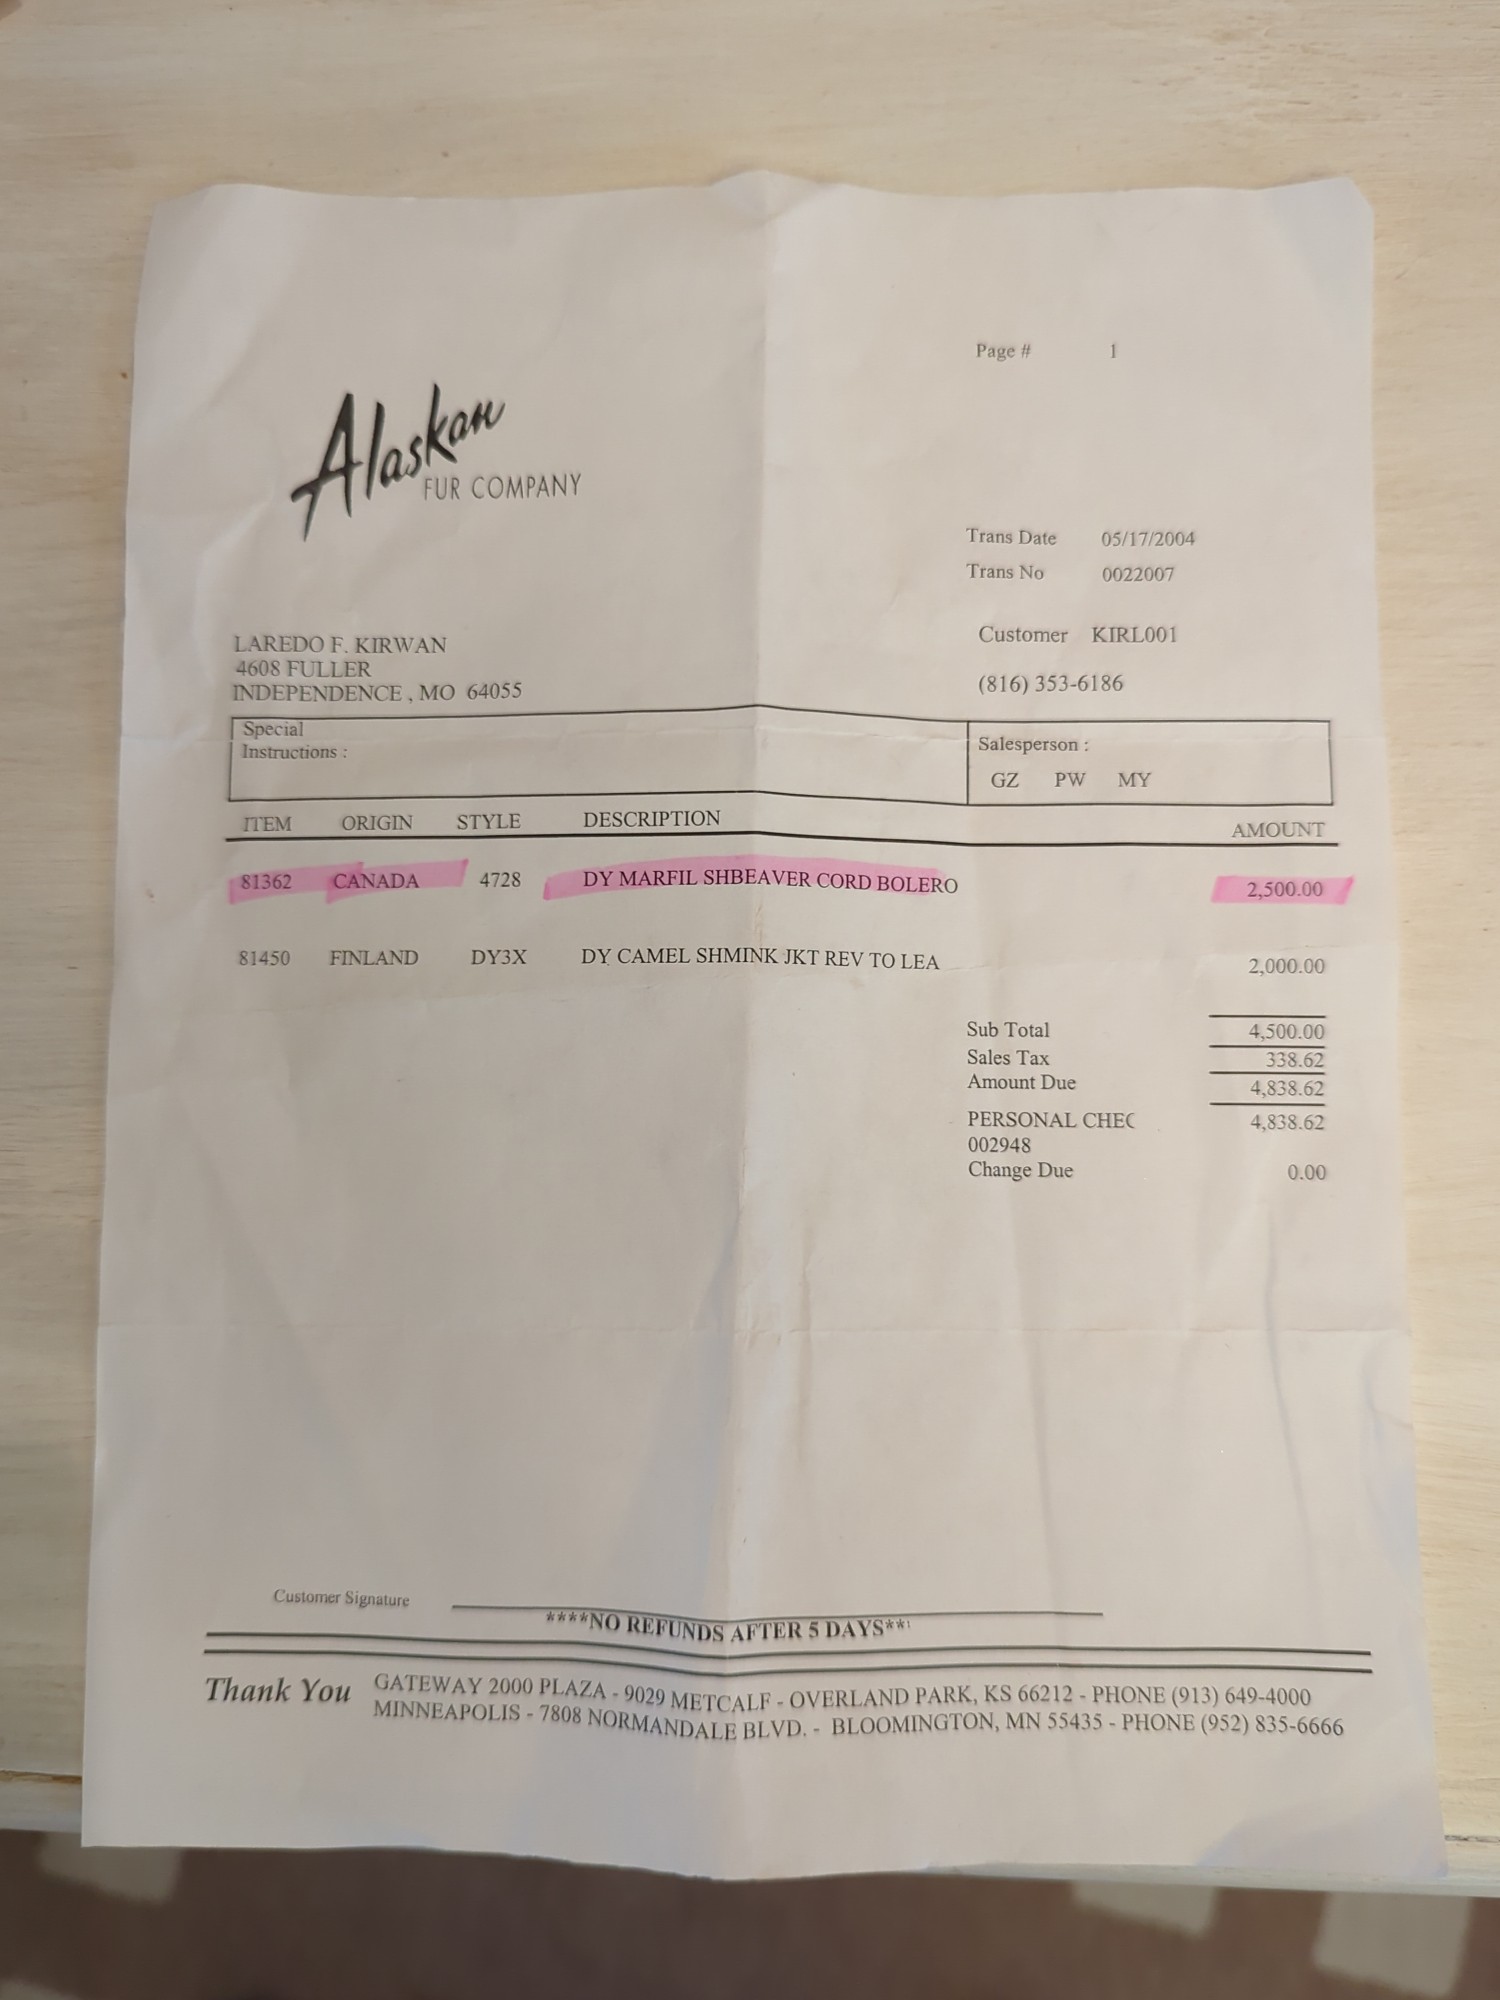 Page # 1
Alaskan
FUR COMPANY
Trans Date 05/17/2004
Trans No 0022007
Customer KIRL001
LAREDO F. KIRWAN
4608 FULLER
INDEPENDENCE , MO 64055
(816) 353-6186
Special
Instructions :
Salesperson :
GZ PW MY
ITEM ORIGIN STYLE DESCRIPTION AMOUNT
81362 CANADA 4728 DY MARFIL SHBEAVER CORD BOLERO 2,500.00
81450 FINLAND DY3X DY CAMEL SHMINK JKT REV TO LEA 2,000.00
Sub Total 4,500.00
Sales Tax 338.62
Amount Due 4,838.62
PERSONAL CHEC 4,838.62
002948
Change Due 0.00
Customer Signature
****NO REFUNDS AFTER 5 DAYS**
Thank You
GATEWAY 2000 PLAZA - 9029 METCALF - OVERLAND PARK, KS 66212 - PHONE (913) 649-4000
MINNEAPOLIS - 7808 NORMANDALE BLVD. - BLOOMINGTON, MN 55435 - PHONE (952) 835-6666